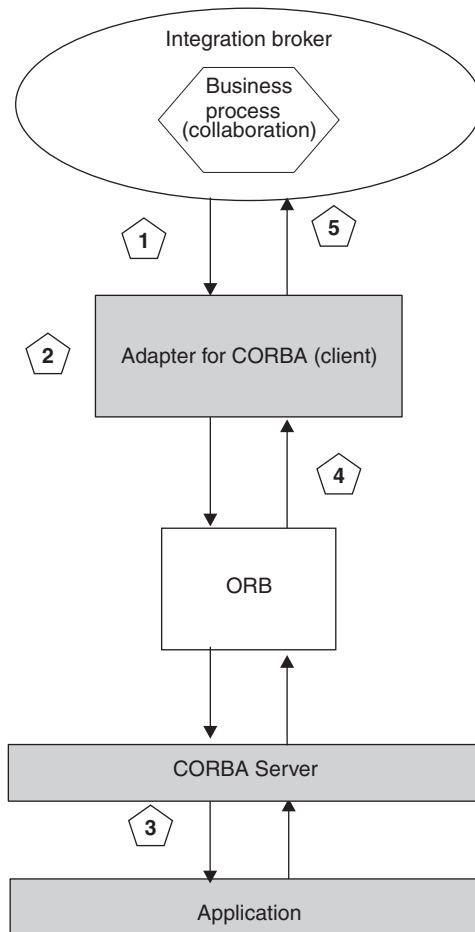 Integration broker
Business
process
(collaboration)
1
5
2
Adapter for CORBA (client)
4
ORB
CORBA Server
3
Application